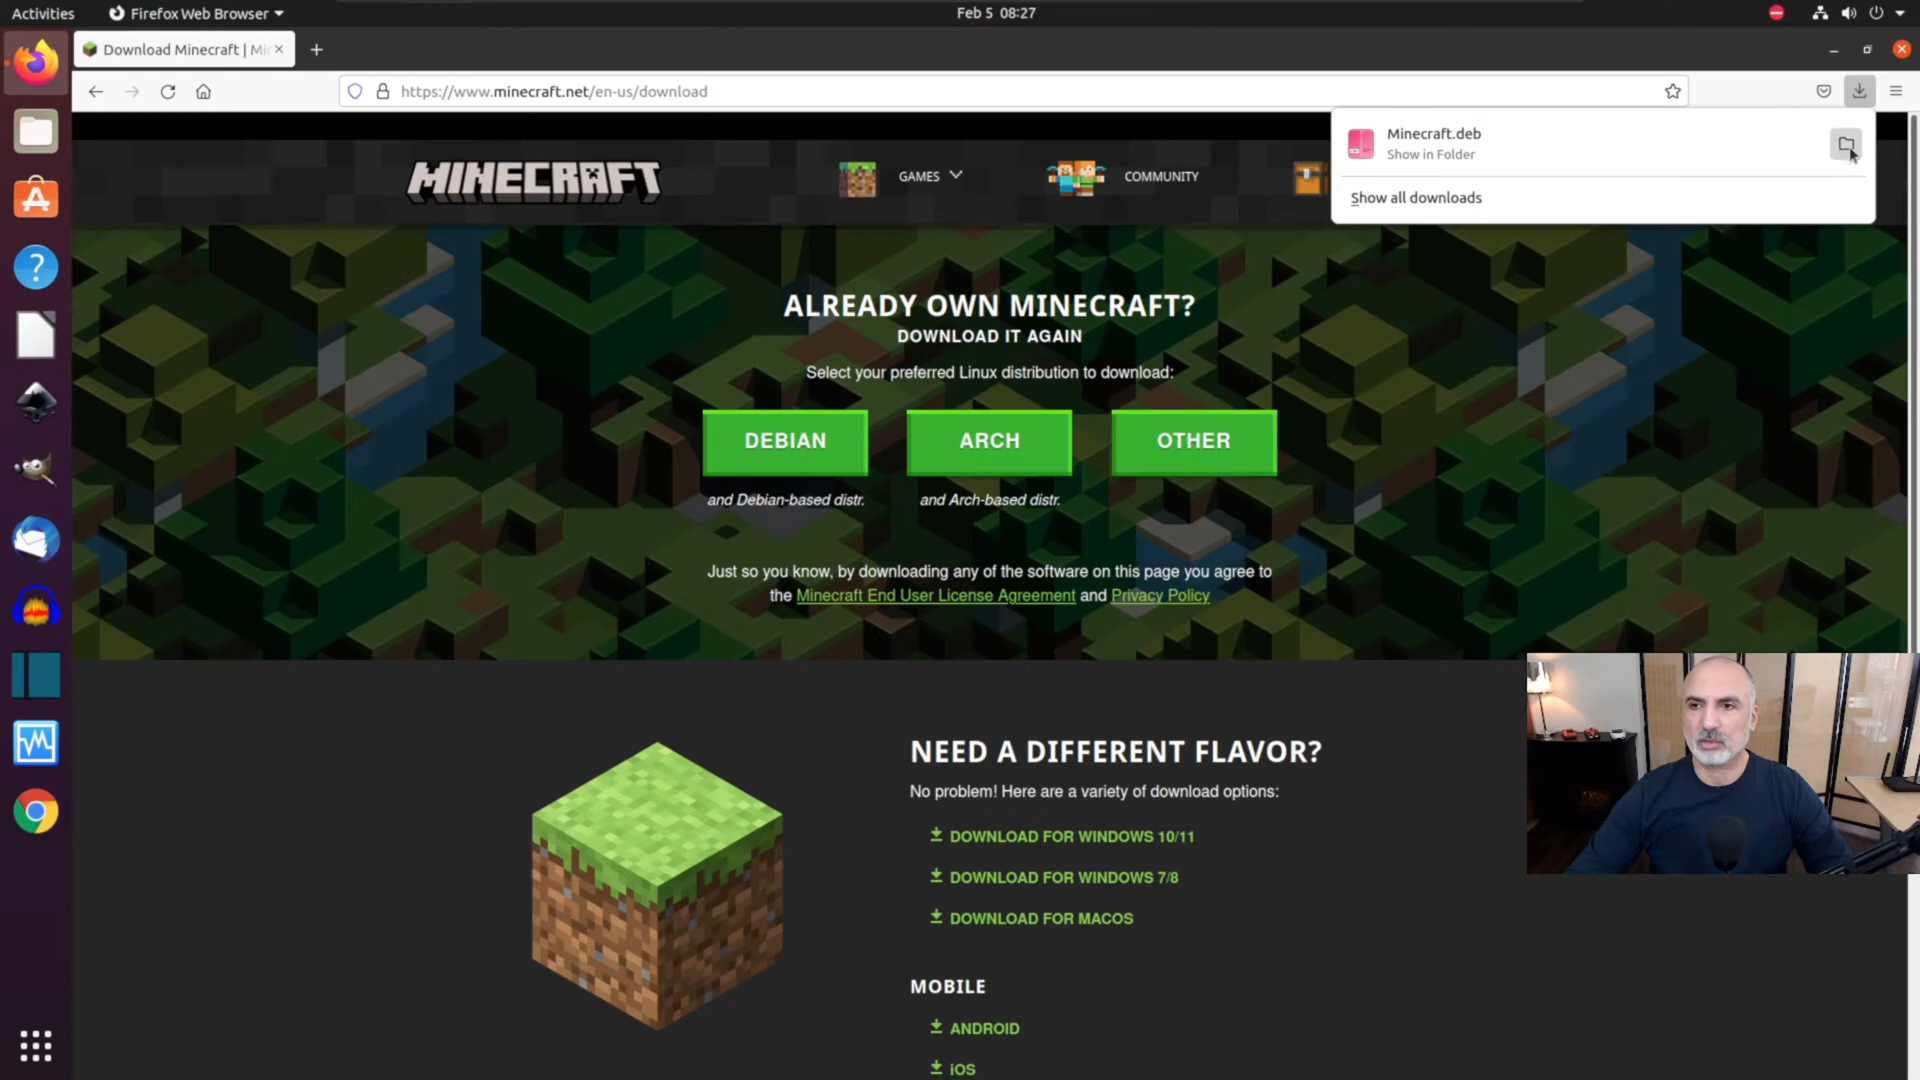 Activities
Firefox Web Browser
Feb 5 08:27
Download Minecraft | Mi
https://www.minecraft.net/en-us/download
Minecraft.deb
Show in Folder
Show all downloads
MINECRAFT
GAMES
COMMUNITY
ALREADY OWN MINECRAFT?
DOWNLOAD IT AGAIN
Select your preferred Linux distribution to download:
DEBIAN
ARCH
OTHER
and Debian-based distr.
and Arch-based distr.
Just so you know, by downloading any of the software on this page you agree to
the Minecraft End User License Agreement and Privacy Policy
NEED A DIFFERENT FLAVOR?
No problem! Here are a variety of download options:
DOWNLOAD FOR WINDOWS 10/11
DOWNLOAD FOR WINDOWS 7/8
DOWNLOAD FOR MACOS
MOBILE
ANDROID
iOS